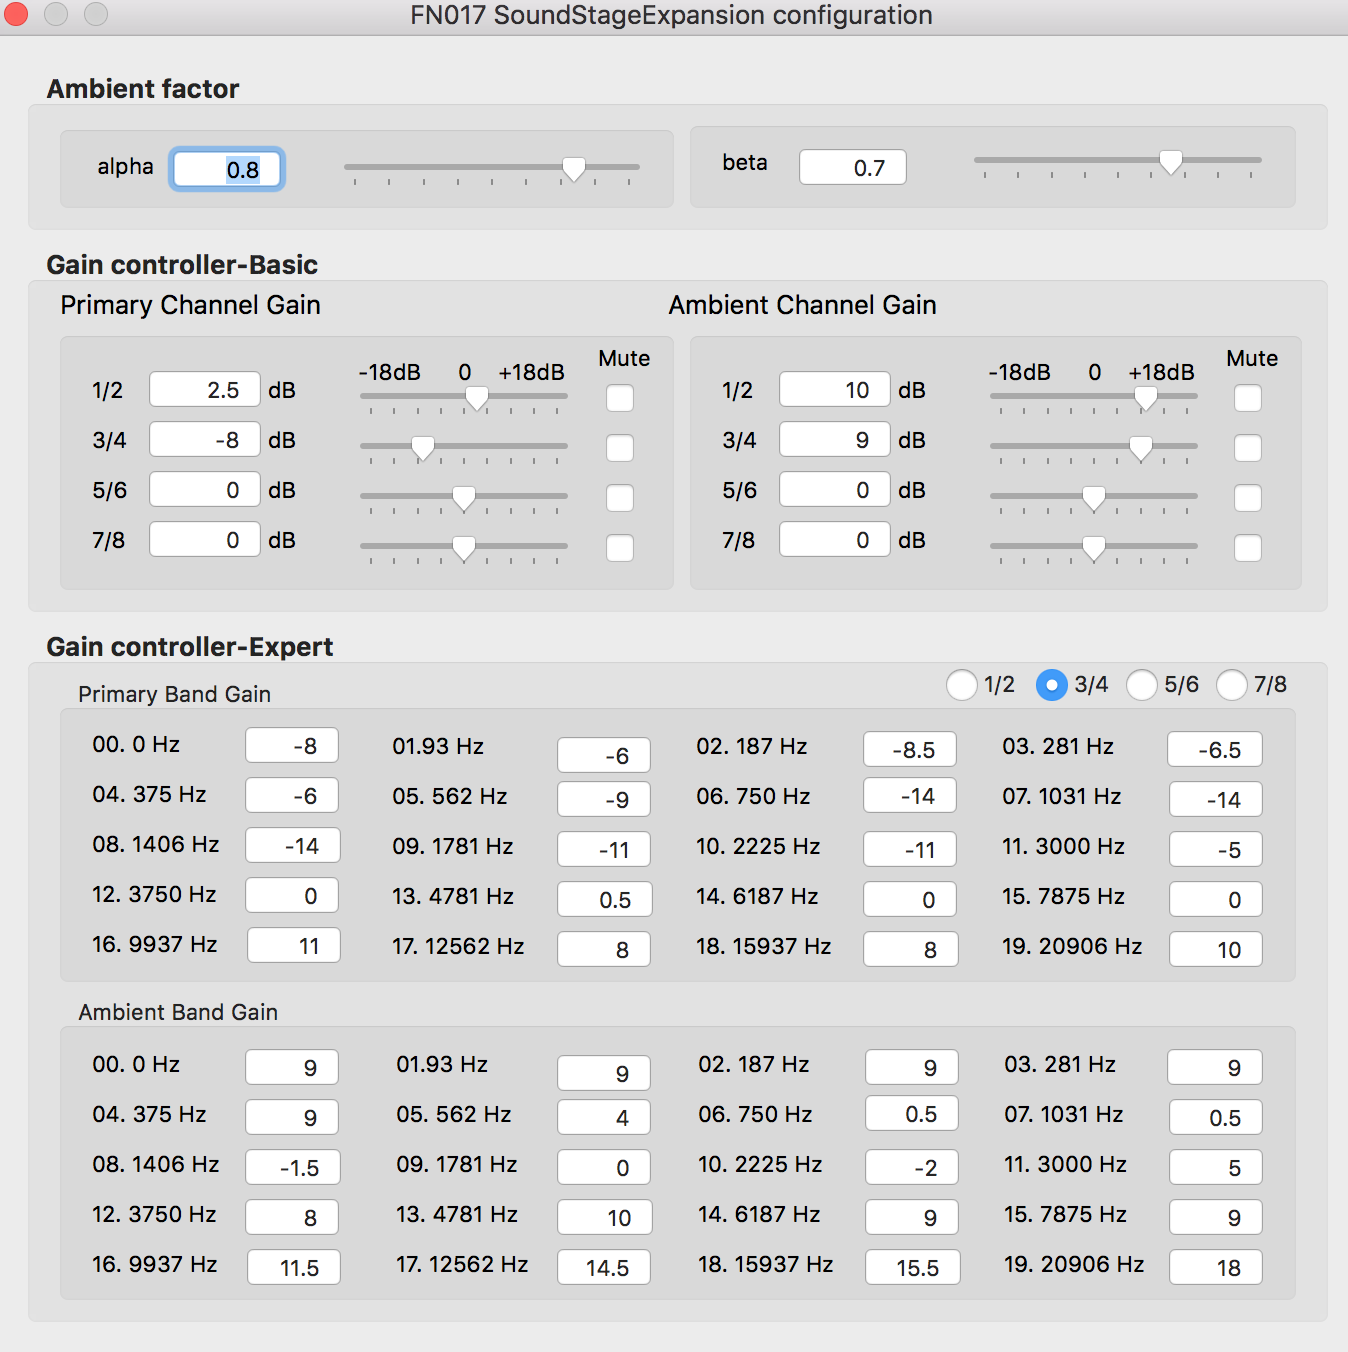 FN017 SoundStageExpansion configuration
Ambient factor
alpha 0.8 beta 0.7
Gain controller-Basic
Primary Channel Gain Ambient Channel Gain
-18dB 0 +18dB Mute -18dB 0 +18dB Mute
1/2 2.5 dB 1/2 10 dB
3/4 -8 dB 3/4 9 dB
5/6 0 dB 5/6 0 dB
7/8 0 dB 7/8 0 dB
Gain controller-Expert
Primary Band Gain 1/2 3/4 5/6 7/8
00. 0 Hz -8 01.93 Hz -6 02. 187 Hz -8.5 03. 281 Hz -6.5
04. 375 Hz -6 05. 562 Hz -9 06. 750 Hz -14 07. 1031 Hz -14
08. 1406 Hz -14 09. 1781 Hz -11 10. 2225 Hz -11 11. 3000 Hz -5
12. 3750 Hz 0 13. 4781 Hz 0.5 14. 6187 Hz 0 15. 7875 Hz 0
16. 9937 Hz 11 17. 12562 Hz 8 18. 15937 Hz 8 19. 20906 Hz 10
Ambient Band Gain
00. 0 Hz 9 01.93 Hz 9 02. 187 Hz 9 03. 281 Hz 9
04. 375 Hz 9 05. 562 Hz 4 06. 750 Hz 0.5 07. 1031 Hz 0.5
08. 1406 Hz -1.5 09. 1781 Hz 0 10. 2225 Hz -2 11. 3000 Hz 5
12. 3750 Hz 8 13. 4781 Hz 10 14. 6187 Hz 9 15. 7875 Hz 9
16. 9937 Hz 11.5 17. 12562 Hz 14.5 18. 15937 Hz 15.5 19. 20906 Hz 18